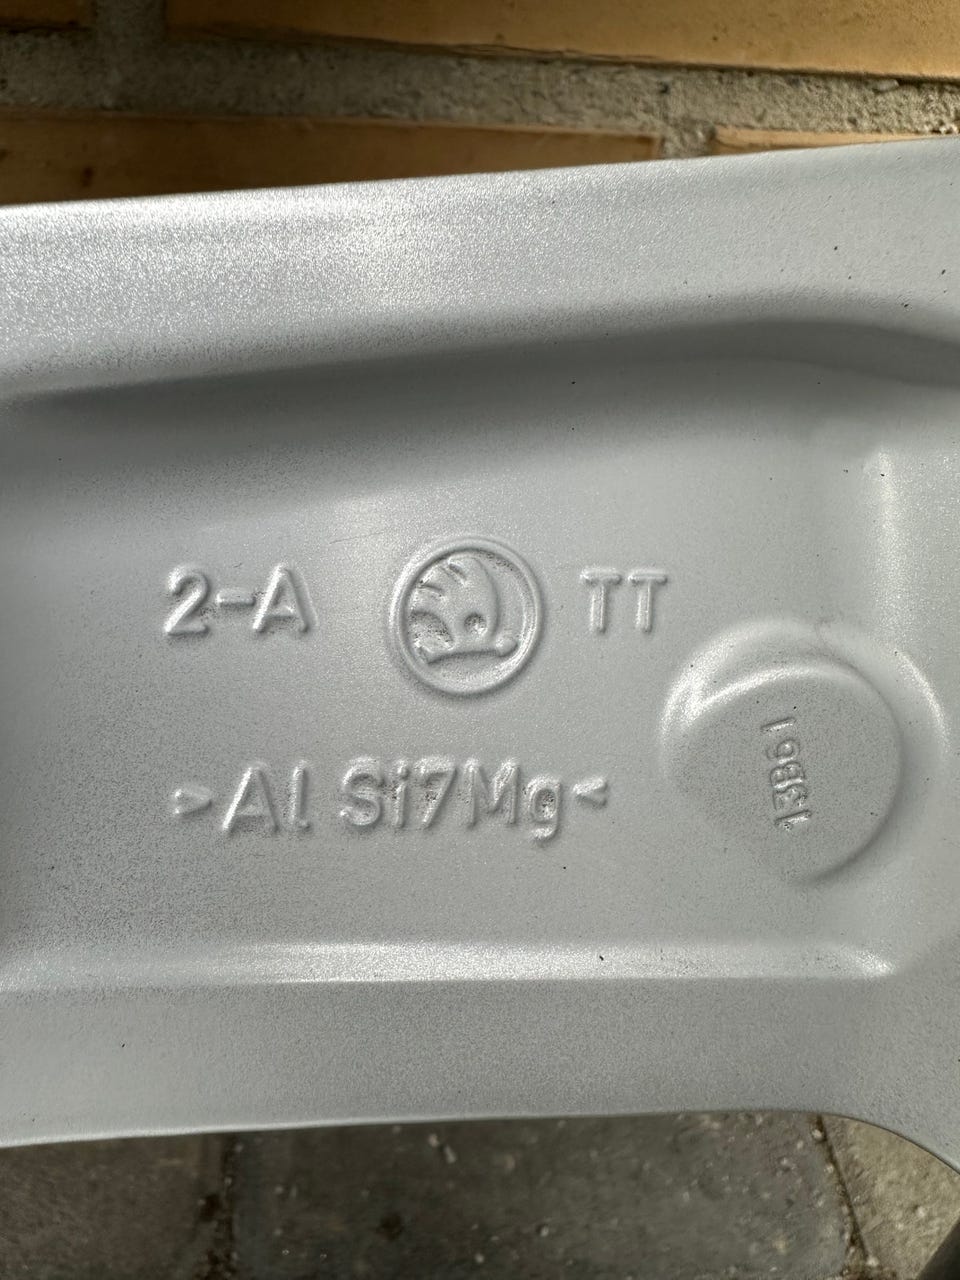 2-A TT
>Al Si7Mg<
13B61